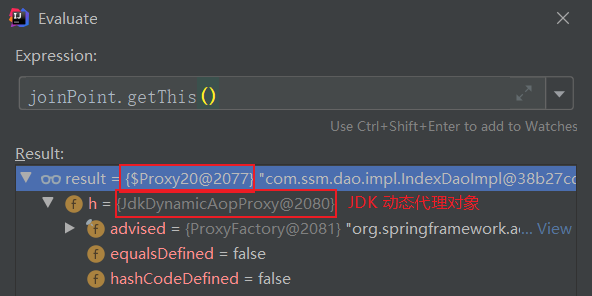 Evaluate
Expression:
joinPoint.getThis()
Use Ctrl+Shift+Enter to add to Watches
Result:
result = {$Proxy20@2077} "com.ssm.dao.impl.IndexDaoImpl@38b27cc
h = {JdkDynamicAopProxy@2080} JDK 动态代理对象
advised = {ProxyFactory@2081} "org.springframework.ao... View
equalsDefined = false
hashCodeDefined = false